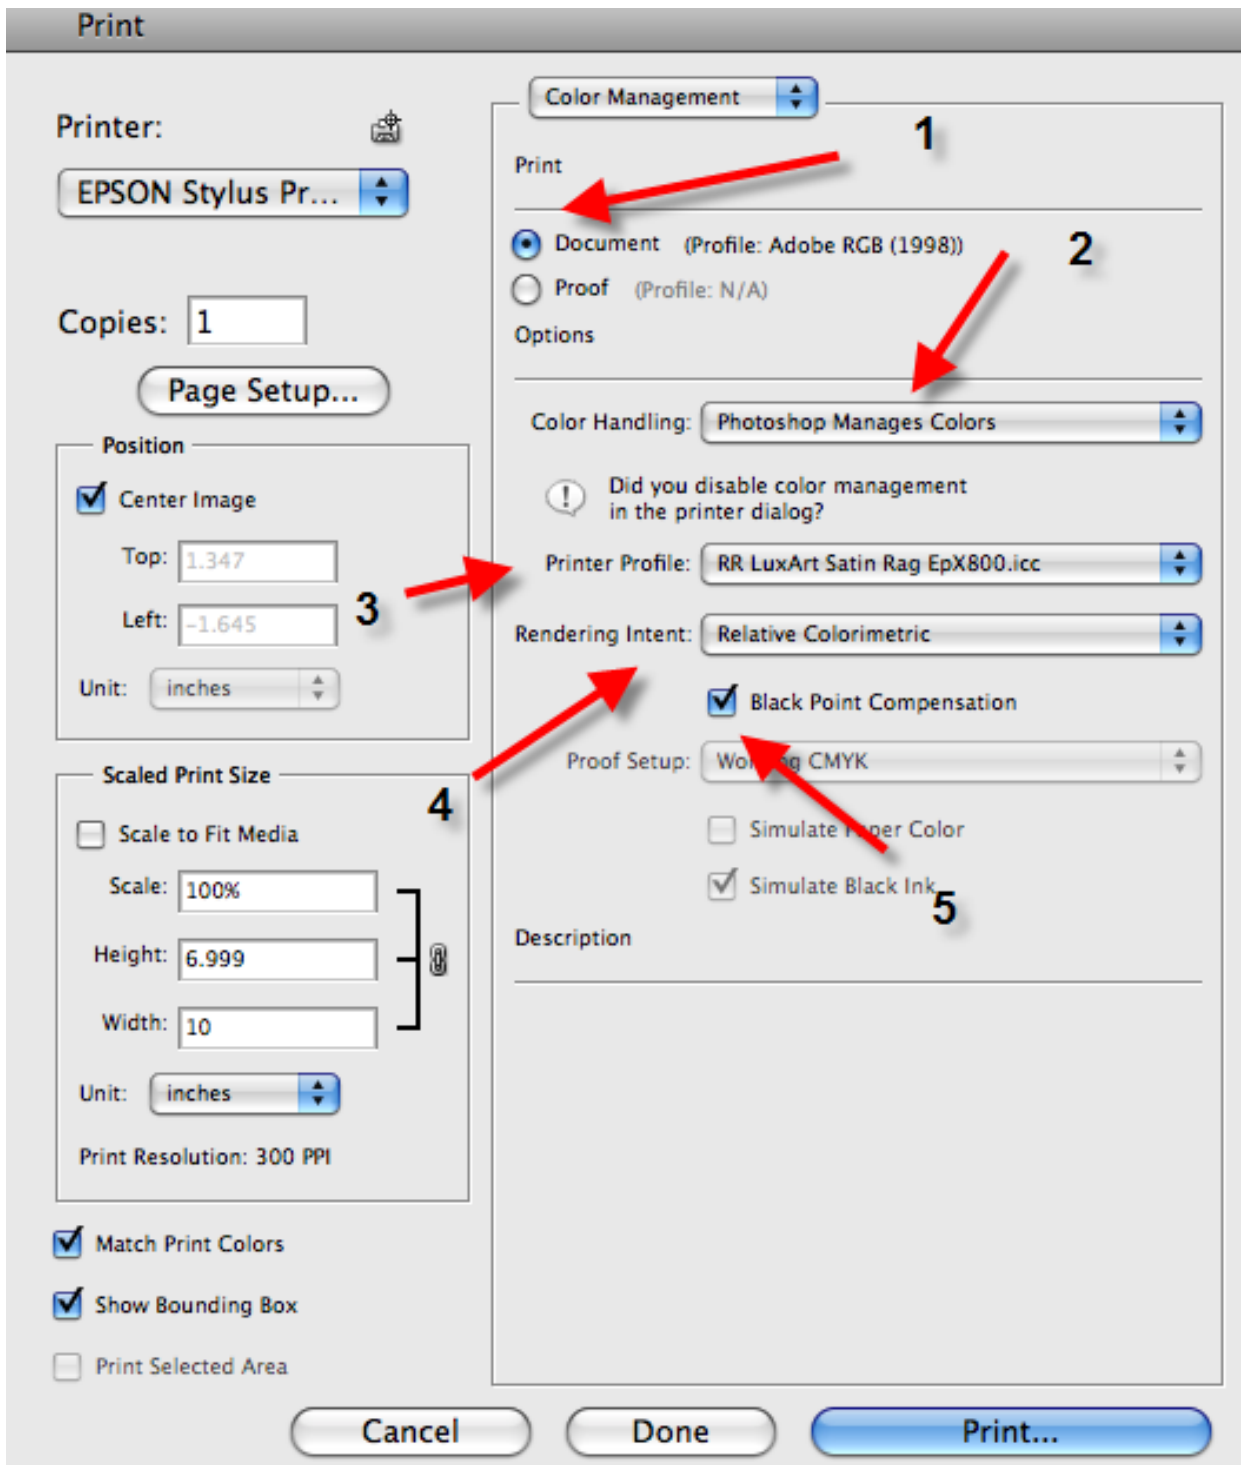 Print
Printer:
EPSON Stylus Pr...
Copies: 1
Page Setup...
Position
Center Image
Top: 1.347
Left: -1.645
Unit: inches
Scaled Print Size
Scale to Fit Media
Scale: 100%
Height: 6.999
Width: 10
Unit: inches
Print Resolution: 300 PPI
Match Print Colors
Show Bounding Box
Print Selected Area
Color Management
1
Print
Document (Profile: Adobe RGB (1998))
2
Proof (Profile: N/A)
Options
Color Handling: Photoshop Manages Colors
Did you disable color management
in the printer dialog?
Printer Profile: RR LuxArt Satin Rag EpX800.icc
3
Rendering Intent: Relative Colorimetric
Black Point Compensation
4
Proof Setup: Working CMYK
Simulate Paper Color
Simulate Black Ink
5
Description
Cancel
Done
Print...